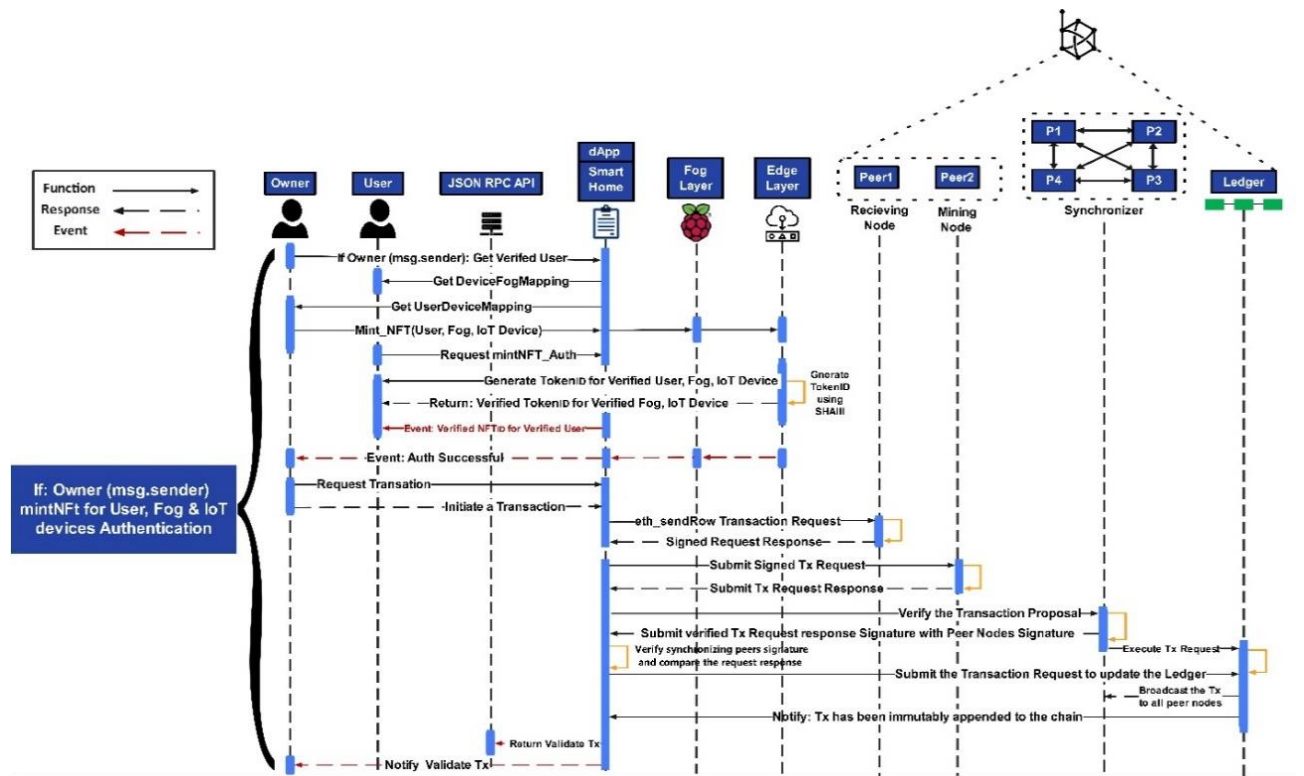 P1
P2
P4
P3
Synchronizer
Function
Response
Event
Owner
User
JSON RPC API
dApp
Smart
Home
Fog
Layer
Edge
Layer
Peer1
Peer2
Recieving
Node
Mining
Node
Ledger
If Owner (msg.sender): Get Verifed User
Get DeviceFogMapping
Get UserDeviceMapping
Mint_NFT(User, Fog, IoT Device)
Request mintNFT_Auth
Generate TokenID for Verified User, Fog, IoT Device
Gnerate
TokenID
using
SHAIII
Return: Verified TokenID for Verified Fog, IoT Device
Event: Verified NFTID for Verified User
Event: Auth Successful
If: Owner (msg.sender)
mintNFt for User, Fog & IoT
devices Authentication
Request Transation
Initiate a Transaction
eth_sendRow Transaction Request
Signed Request Response
Submit Signed Tx Request
Submit Tx Request Response
Verify the Transaction Proposal
Submit verified Tx Request response Signature with Peer Nodes Signature
Verify synchronizing peers signature
and compare the request response
Execute Tx Request
Submit the Transaction Request to update the Ledger
Broadcast the Tx
to all peer nodes
Notify: Tx has been immutably appended to the chain
Return Validate Tx
Notify Validate Tx